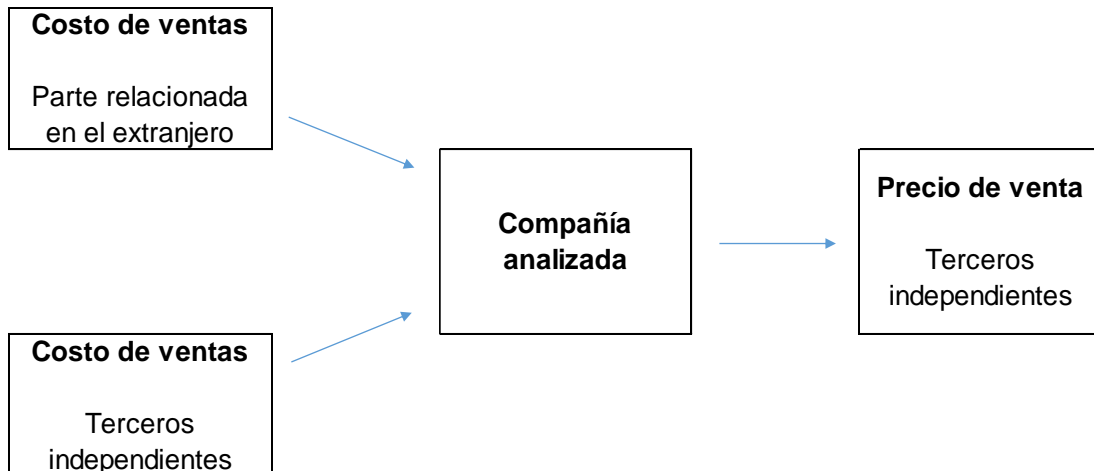 Costo de ventas
Parte relacionada
en el extranjero
Compañía
analizada
Precio de venta
Terceros
independientes
Costo de ventas
Terceros
independientes